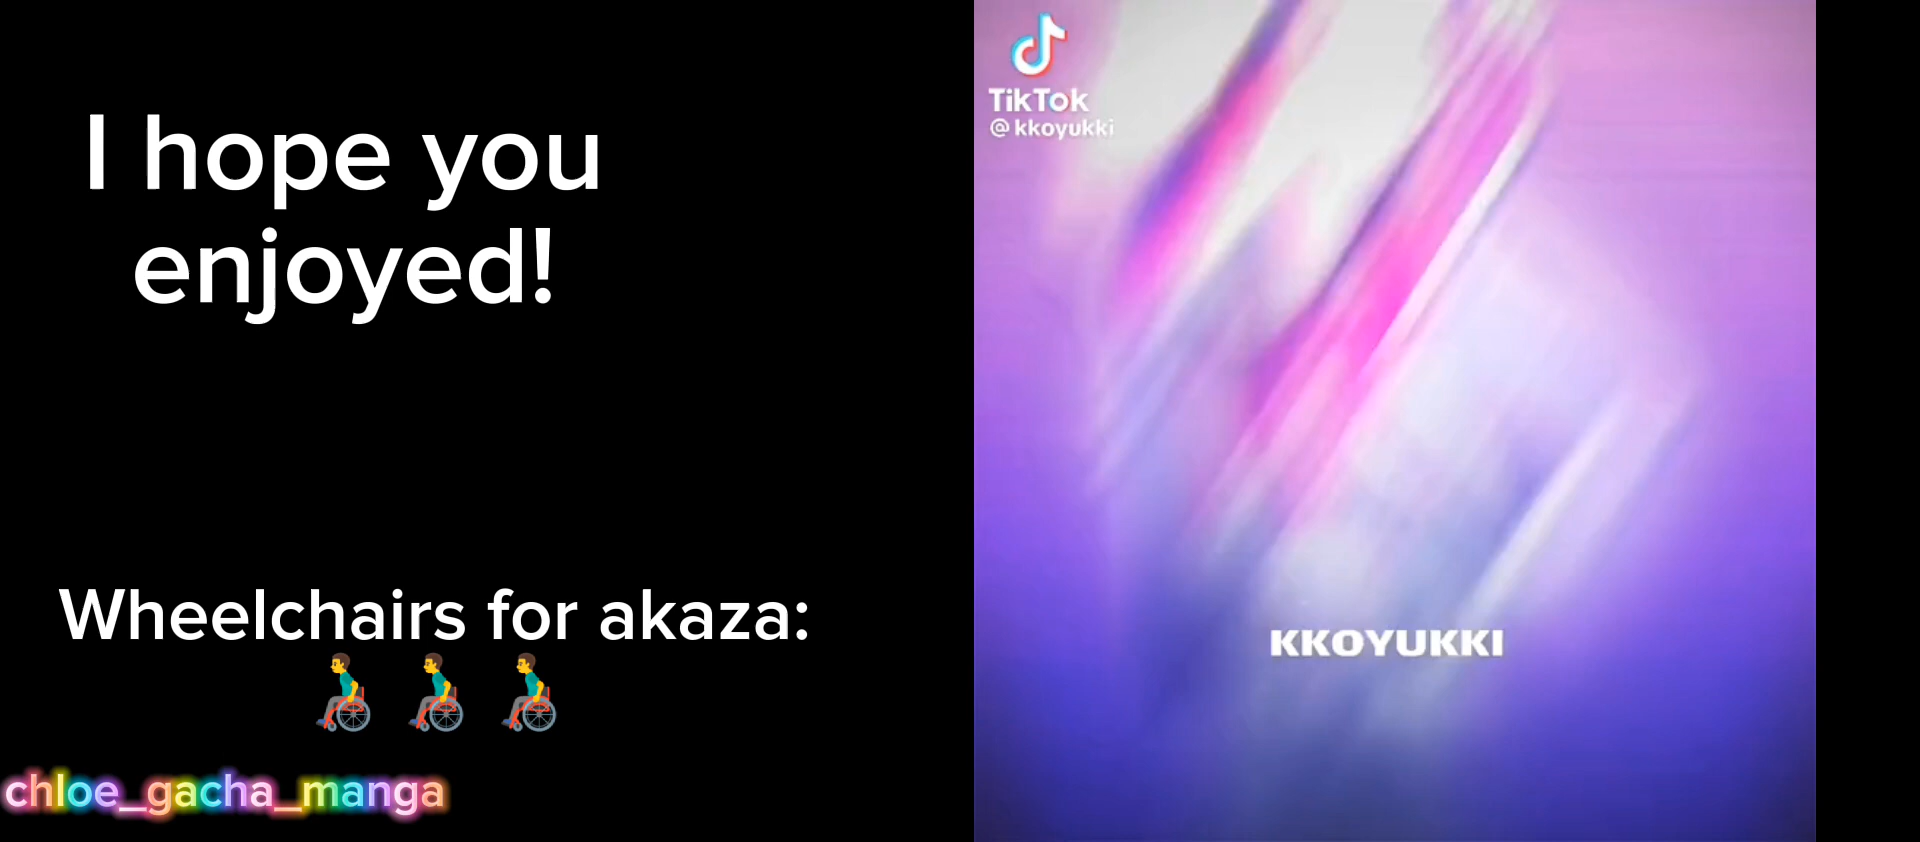 I hope you
enjoyed!
Wheelchairs for akaza:
👨‍🦽 👨‍🦽 👨‍🦽
chloe_gacha_manga
TikTok
@kkoyukki
KKOYUKKI